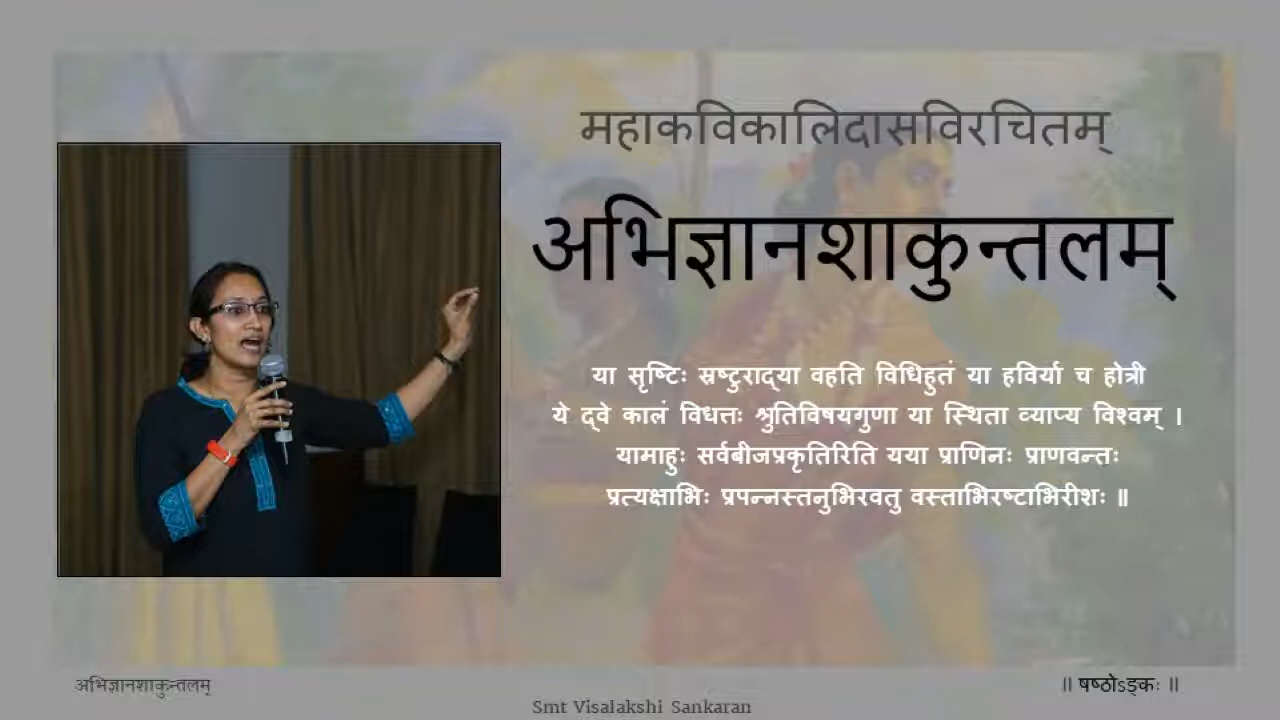 महाकविकालिदासविरचितम्
अभिज्ञानशाकुन्तलम्
या सृष्टिः स्रष्टुराद्या वहति विधिहुतं या हविर्या च होत्री
ये द्वे कालं विधत्तः श्रुतिविषयगुणा या स्थिता व्याप्य विश्वम् ।
यामाहुः सर्वबीजप्रकृतिरिति यया प्राणिनः प्राणवन्तः
प्रत्यक्षाभिः प्रपन्नस्तनुभिरवतु वस्ताभिरष्टाभिरीशः ॥
अभिज्ञानशाकुन्तलम्
॥ षष्ठोऽङ्कः ॥
Smt Visalakshi Sankaran